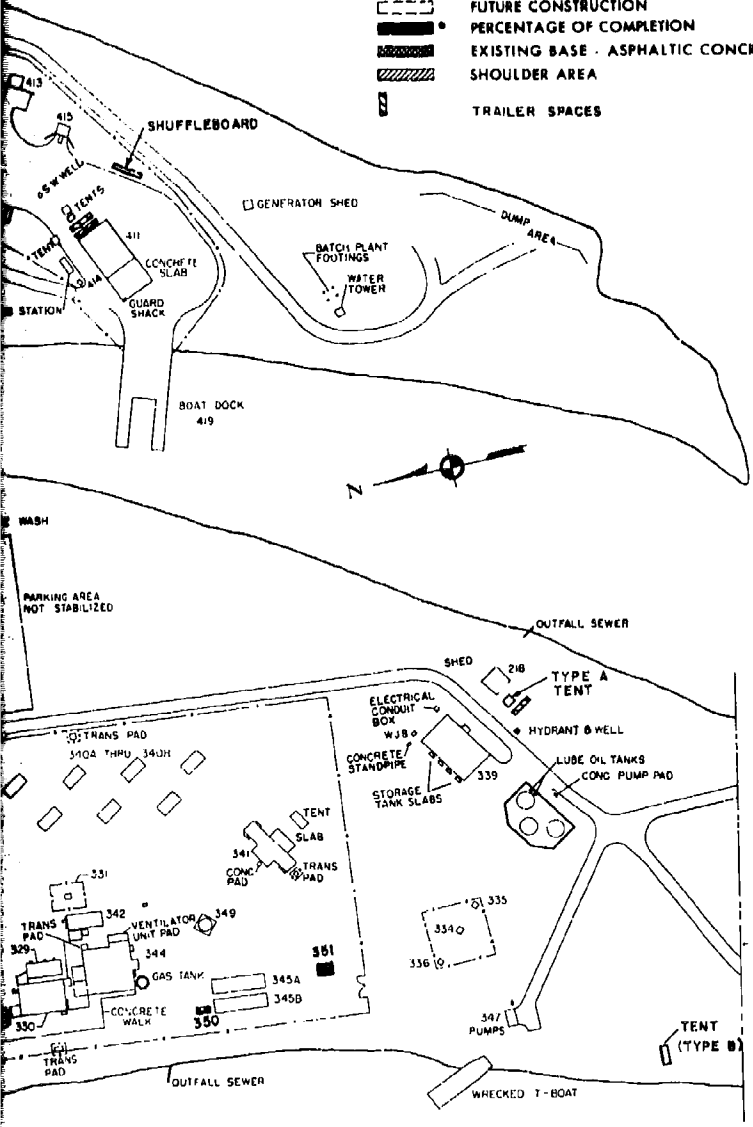 FUTURE CONSTRUCTION
PERCENTAGE OF COMPLETION
EXISTING BASE - ASPHALTIC CONC
SHOULDER AREA
TRAILER SPACES
413
415
SHUFFLEBOARD
S.W. WELL
TENTS
GENERATOR SHED
DUMP
AREA
411
TENT
CONCRETE
SLAB
BATCH PLANT
FOOTINGS
WATER
TOWER
414
GUARD
SHACK
STATION
BOAT DOCK
419
N
WASH
PARKING AREA
NOT STABILIZED
OUTFALL SEWER
SHED
218
TYPE A
TENT
ELECTRICAL
CONDUIT
BOX
HYDRANT & WELL
TRANS PAD
340A THRU 340H
WJB
CONCRETE
STANDPIPE
339
LUBE OIL TANKS
CONC PUMP PAD
STORAGE
TANK SLABS
TENT
SLAB
341
CONC
PAD
TRANS
PAD
331
342
TRANS
PAD
VENTILATOR
UNIT PAD
349
335
334
336
329
344
351
GAS TANK
345A
345B
330
CONCRETE
WALK
350
347
PUMPS
TENT
(TYPE B)
TRANS
PAD
OUTFALL SEWER
WRECKED T-BOAT